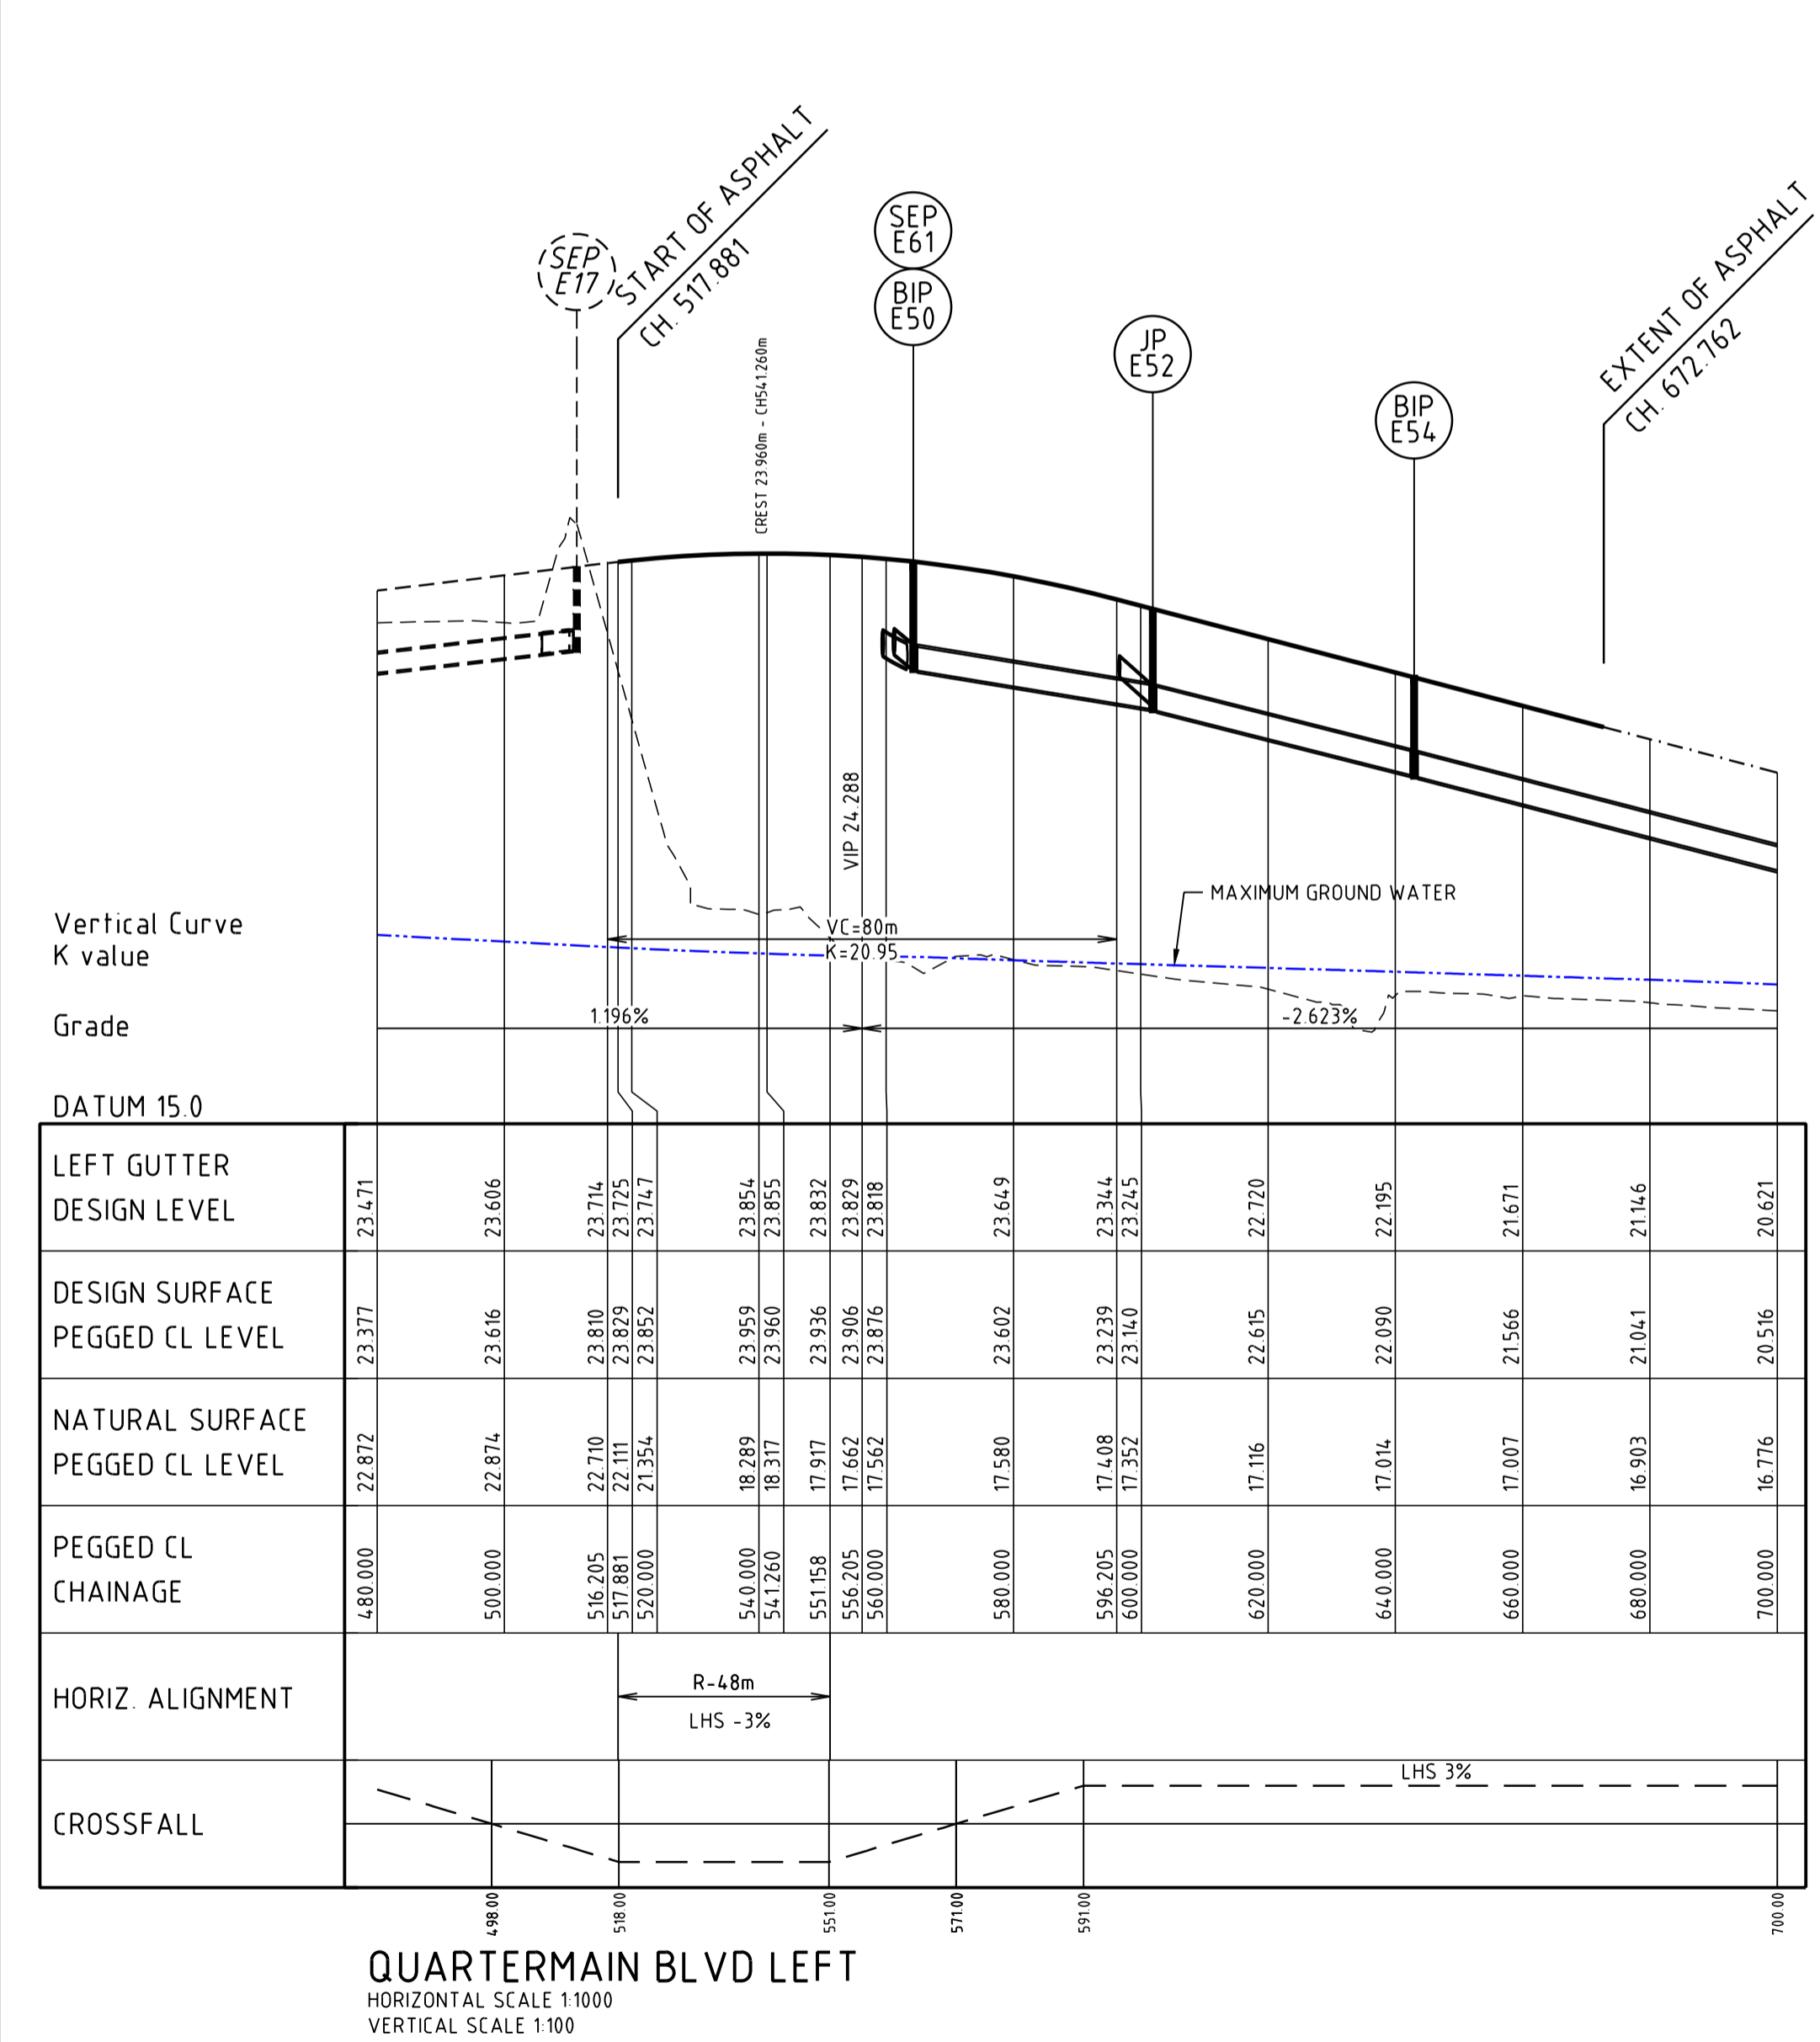 START OF ASPHALT
CH. 517.881
SEP
E17
SEP
E61
BIP
E50
JP
E52
BIP
E54
EXTENT OF ASPHALT
CH. 672.762
CREST 23.960m - CH541.260m
VIP 24.288
MAXIMUM GROUND WATER
Vertical Curve
K value
VC=80m
K=20.95
Grade
1.196%
-2.623%
DATUM 15.0
LEFT GUTTER
DESIGN LEVEL
23.471 23.606 23.714 23.725 23.747 23.854 23.855 23.832 23.829 23.818 23.649 23.344 23.245 22.720 22.195 21.671 21.146 20.621
DESIGN SURFACE
PEGGED CL LEVEL
23.377 23.616 23.810 23.829 23.852 23.959 23.960 23.936 23.906 23.876 23.602 23.239 23.140 22.615 22.090 21.566 21.041 20.516
NATURAL SURFACE
PEGGED CL LEVEL
22.872 22.874 22.710 22.111 21.354 18.289 18.317 17.917 17.662 17.562 17.580 17.408 17.352 17.116 17.014 17.007 16.903 16.776
PEGGED CL
CHAINAGE
480.000 500.000 516.205 517.881 520.000 540.000 541.260 551.158 556.205 560.000 580.000 596.205 600.000 620.000 640.000 660.000 680.000 700.000
HORIZ. ALIGNMENT
R-48m
LHS -3%
CROSSFALL
LHS 3%
498.00 518.00 551.00 571.00 591.00 700.00
QUARTERMAIN BLVD LEFT
HORIZONTAL SCALE 1:1000
VERTICAL SCALE 1:100